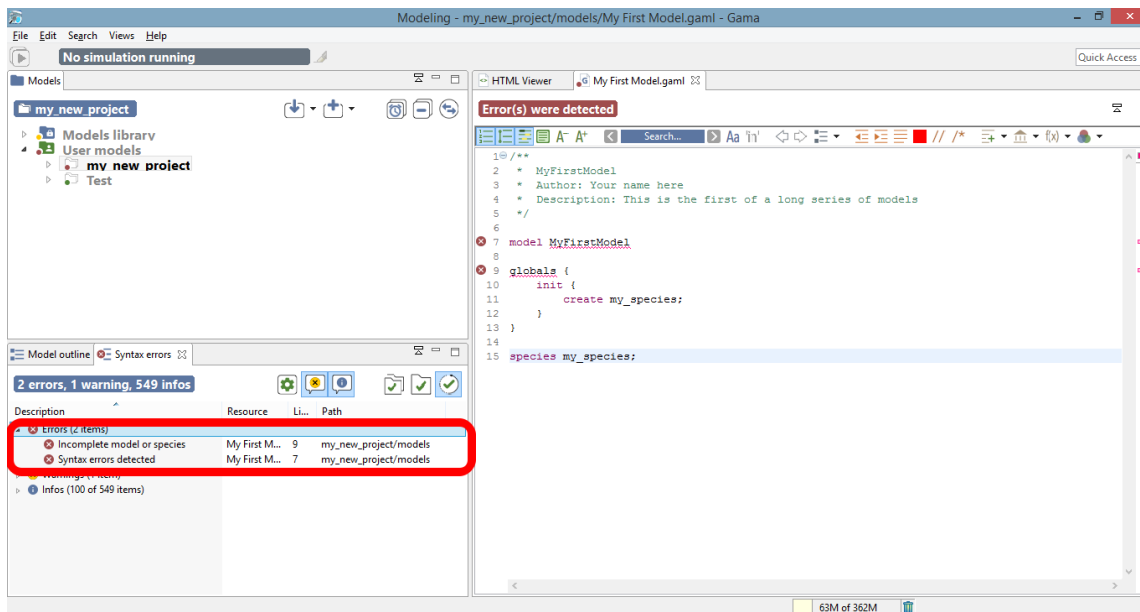 Modeling - my_new_project/models/My First Model.gaml - Gama
File Edit Search Views Help
No simulation running
Quick Access
Models
my_new_project
Models library
User models
my_new_project
Test
HTML Viewer
My First Model.gaml
Error(s) were detected
A⁻ A⁺ Search... Aa "i'n' // /* f(x)
1 /**
2 * MyFirstModel
3 * Author: Your name here
4 * Description: This is the first of a long series of models
5 */
6
7 model MyFirstModel
8
9 globals {
10 init {
11 create my_species;
12 }
13 }
14
15 species my_species;
Model outline
Syntax errors
2 errors, 1 warning, 549 infos
Description Resource Li... Path
Errors (2 items)
Incomplete model or species My First M... 9 my_new_project/models
Syntax errors detected My First M... 7 my_new_project/models
Warnings (1 item)
Infos (100 of 549 items)
63M of 362M